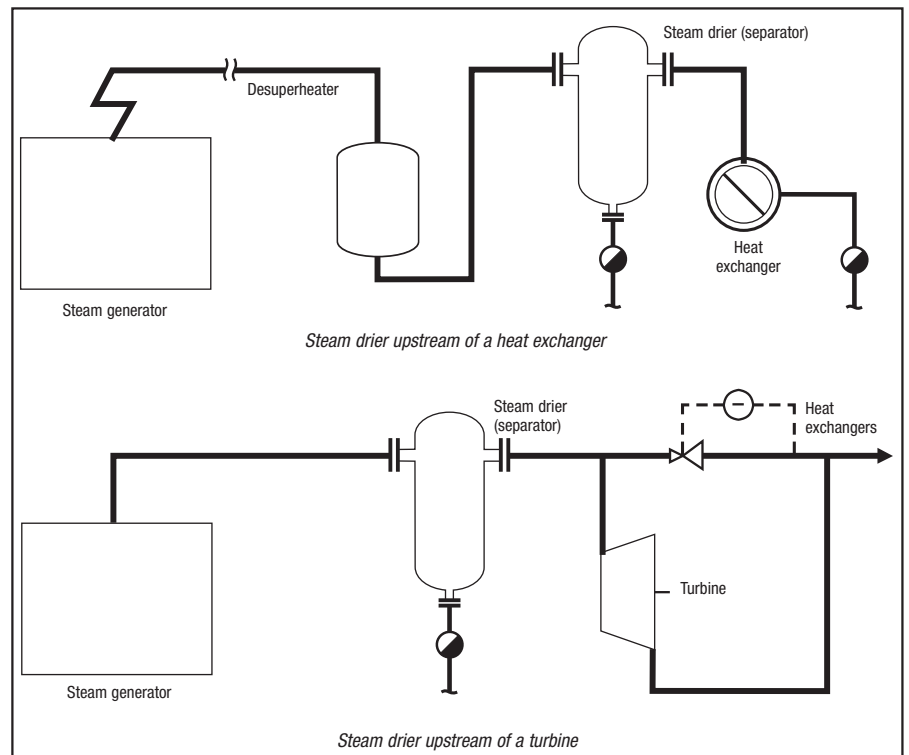 Steam drier (separator)
Desuperheater
Heat
exchanger
Steam generator
Steam drier upstream of a heat exchanger
Steam drier
(separator)
Heat
exchangers
Turbine
Steam generator
Steam drier upstream of a turbine